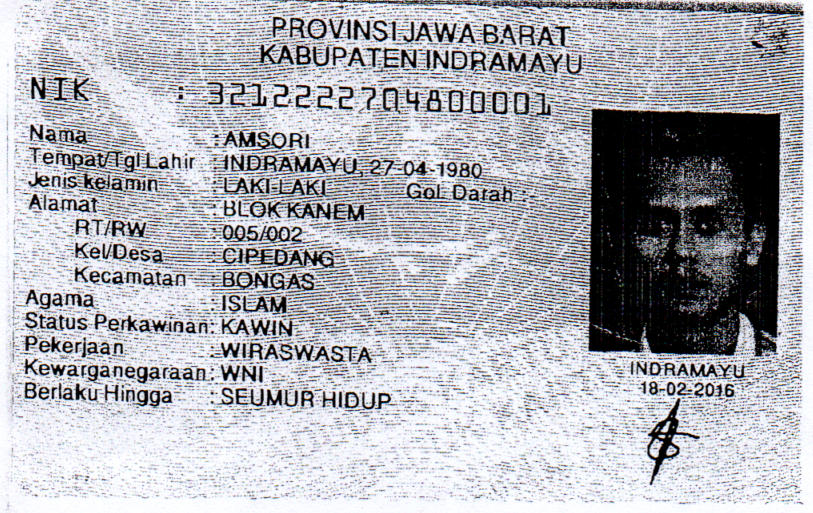 PROVINSI JAWA BARAT
KABUPATEN INDRAMAYU
NIK : 3212222704800001
Nama : AMSORI
Tempat/Tgl Lahir : INDRAMAYU, 27-04-1980
Jenis kelamin : LAKI-LAKI Gol. Darah : -
Alamat : BLOK KANEM
RT/RW : 005/002
Kel/Desa : CIPEDANG
Kecamatan : BONGAS
Agama : ISLAM
Status Perkawinan: KAWIN
Pekerjaan : WIRASWASTA
Kewarganegaraan: WNI
Berlaku Hingga : SEUMUR HIDUP
INDRAMAYU
18-02-2016